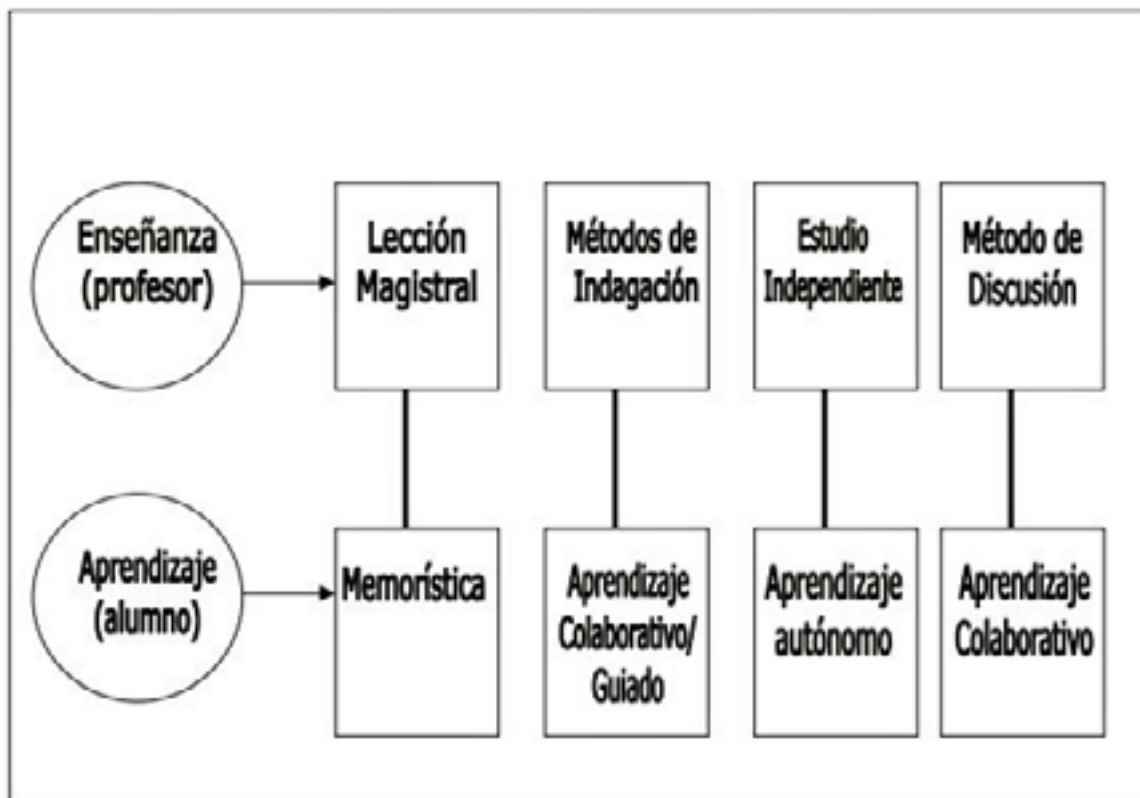 Enseñanza
(profesor)
Lección
Magistral
Métodos de
Indagación
Estudio
Independiente
Método de
Discusión
Aprendizaje
(alumno)
Memorística
Aprendizaje
Colaborativo/
Guiado
Aprendizaje
autónomo
Aprendizaje
Colaborativo